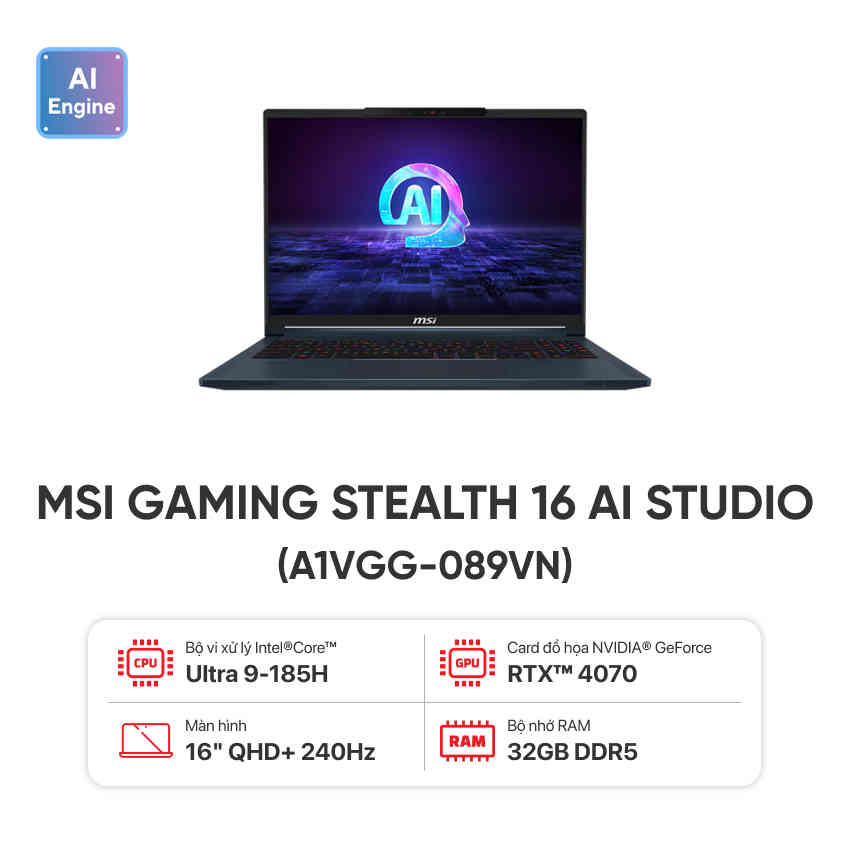 AI
Engine
AI
msi
MSI GAMING STEALTH 16 AI STUDIO
(A1VGG-089VN)
CPU
Bộ vi xử lý Intel®Core™
Ultra 9-185H
GPU
Card đồ họa NVIDIA® GeForce
RTX™ 4070
Màn hình
16" QHD+ 240Hz
RAM
Bộ nhớ RAM
32GB DDR5